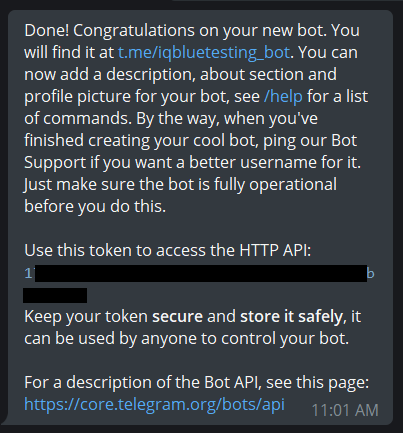 Done! Congratulations on your new bot. You
will find it at t.me/iqbluetesting_bot. You can
now add a description, about section and
profile picture for your bot, see /help for a list
of commands. By the way, when you've
finished creating your cool bot, ping our Bot
Support if you want a better username for it.
Just make sure the bot is fully operational
before you do this.
Use this token to access the HTTP API:
Keep your token secure and store it safely, it
can be used by anyone to control your bot.
For a description of the Bot API, see this page:
https://core.telegram.org/bots/api 11:01 AM